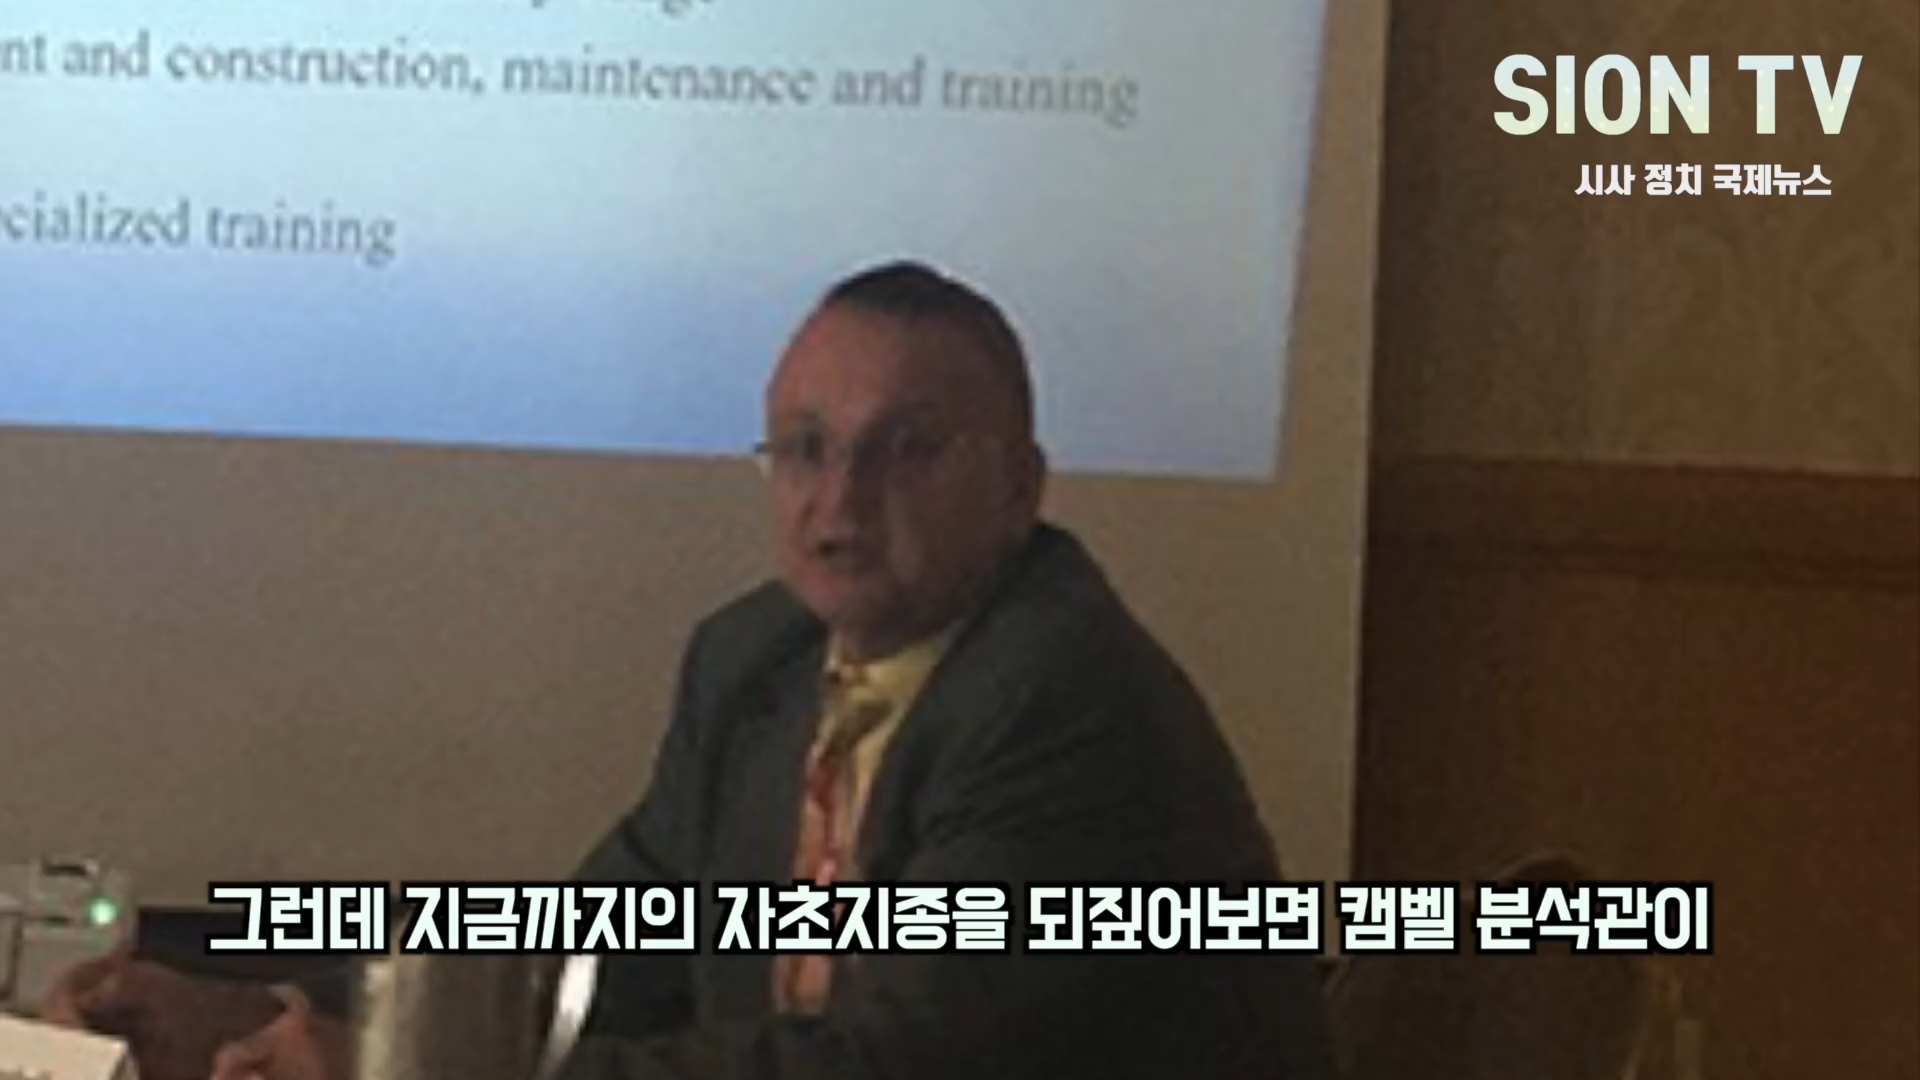 nt and construction, maintenance and training
ecialized training
SION TV
시사 정치 국제뉴스
그런데 지금까지의 자초지종을 되짚어보면 캠벨 분석관이